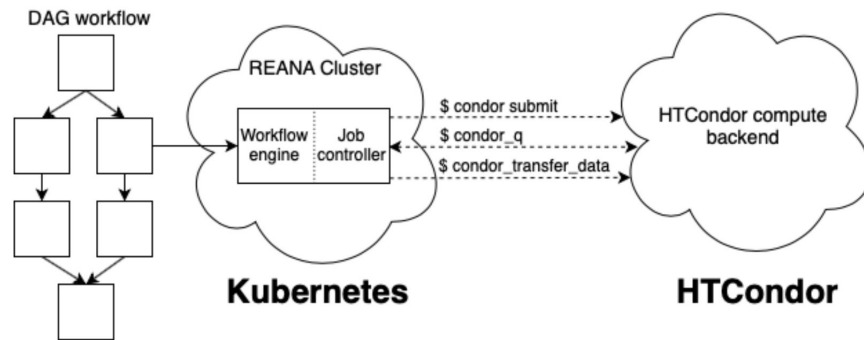 DAG workflow
REANA Cluster
Workflow
engine
Job
controller
$ condor submit
$ condor_q
$ condor_transfer_data
HTCondor compute
backend
Kubernetes
HTCondor